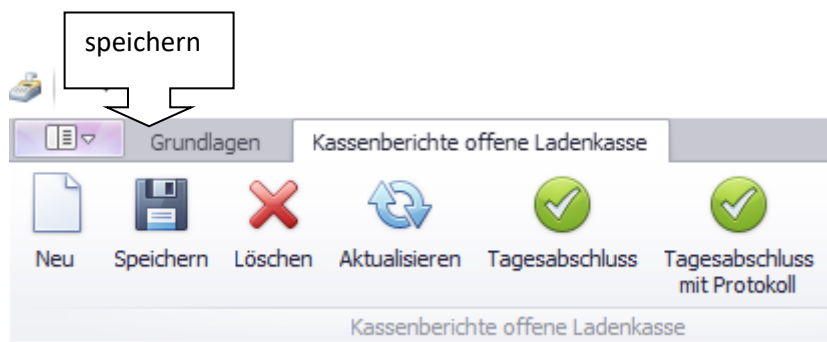 speichern
Grundlagen
Kassenberichte offene Ladenkasse
Neu
Speichern
Löschen
Aktualisieren
Tagesabschluss
Tagesabschluss
mit Protokoll
Kassenberichte offene Ladenkasse